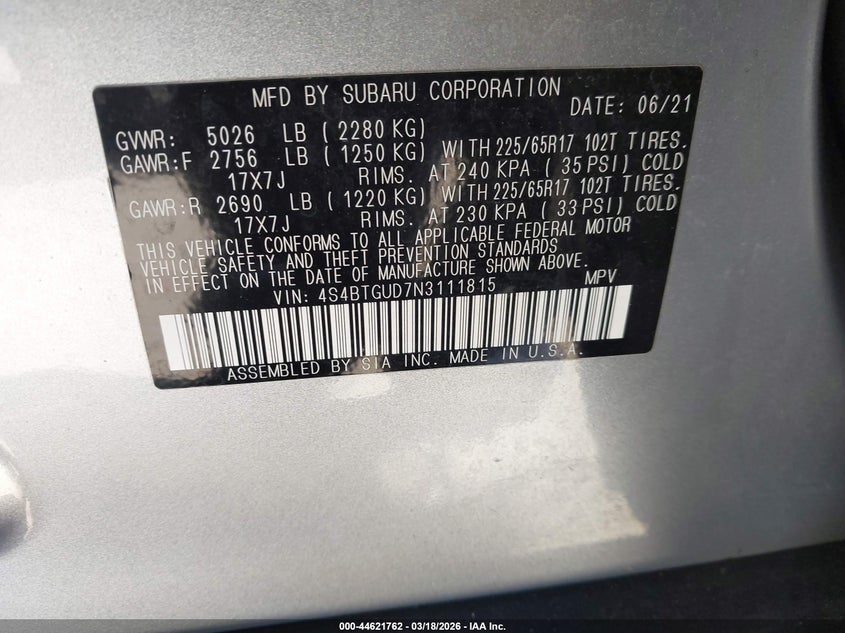 MFD BY SUBARU CORPORATION DATE: 06/21
GVWR: 5026 LB ( 2280 KG)
GAWR:F 2756 LB ( 1250 KG) WITH 225/65R17 102T TIRES.
17X7J RIMS. AT 240 KPA ( 35 PSI) COLD
GAWR:R 2690 LB ( 1220 KG) WITH 225/65R17 102T TIRES.
17X7J RIMS. AT 230 KPA ( 33 PSI) COLD
THIS VEHICLE CONFORMS TO ALL APPLICABLE FEDERAL MOTOR
VEHICLE SAFETY AND THEFT PREVENTION STANDARDS
IN EFFECT ON THE DATE OF MANUFACTURE SHOWN ABOVE.
VIN: 4S4BTGUD7N3111815 MPV
ASSEMBLED BY SIA INC. MADE IN U.S.A.
000-44621762 - 03/18/2026 - IAA Inc.